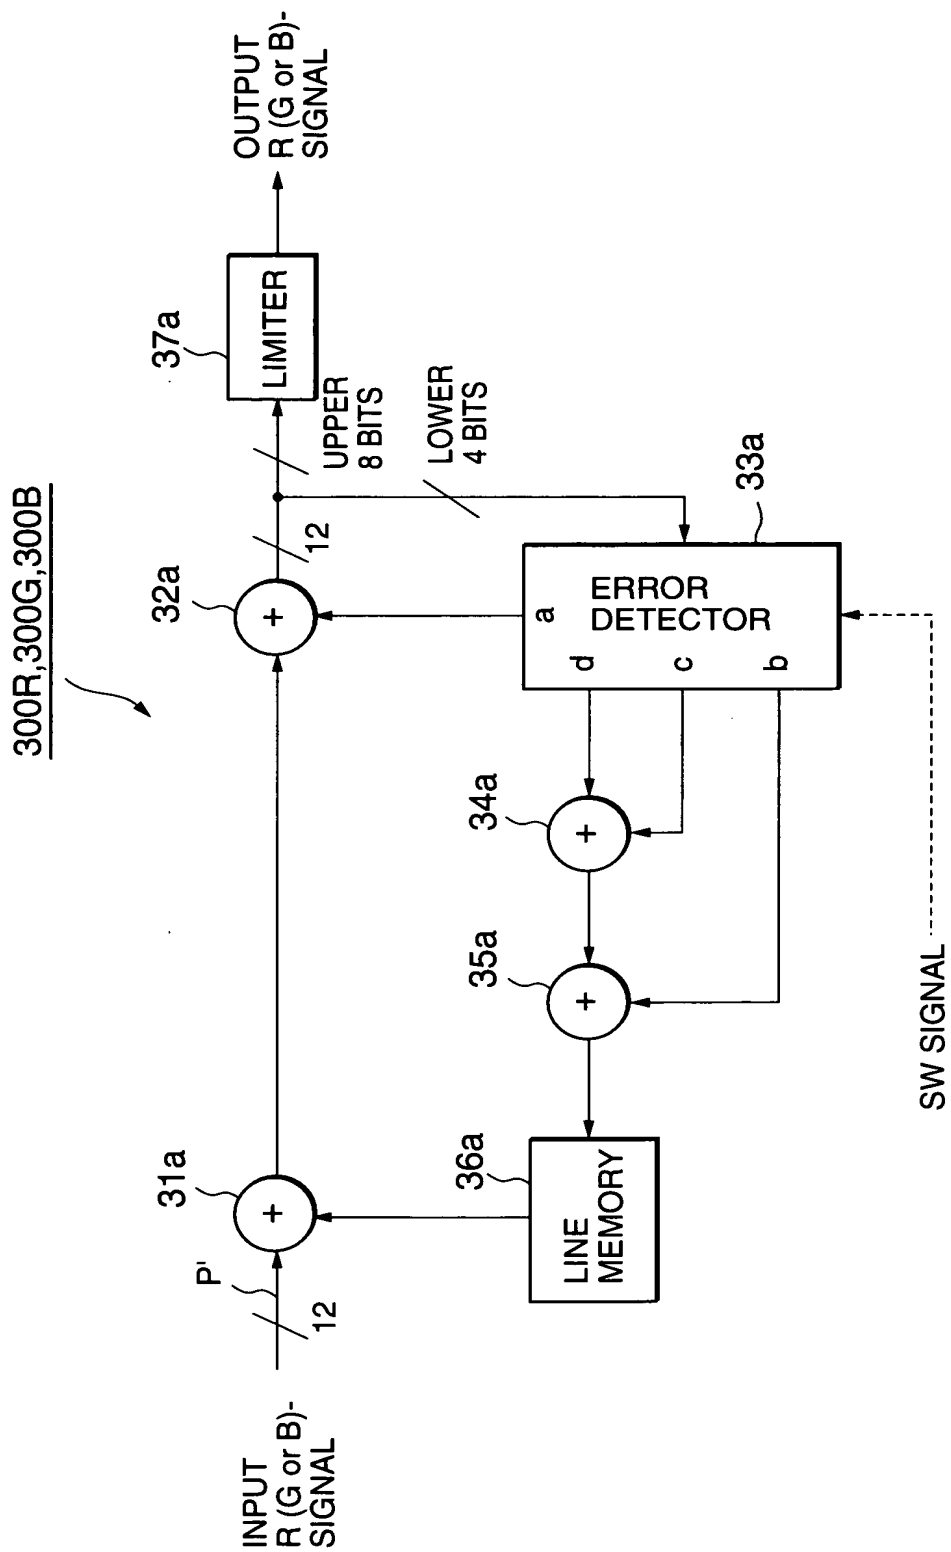 300R,300G,300B
INPUT
R (G or B)-
SIGNAL
12
P'
31a
+
32a
+
12
UPPER
8 BITS
37a
LIMITER
OUTPUT
R (G or B)-
SIGNAL
LOWER
4 BITS
36a
LINE
MEMORY
35a
+
34a
+
33a
a
d
c
b
ERROR
DETECTOR
SW SIGNAL